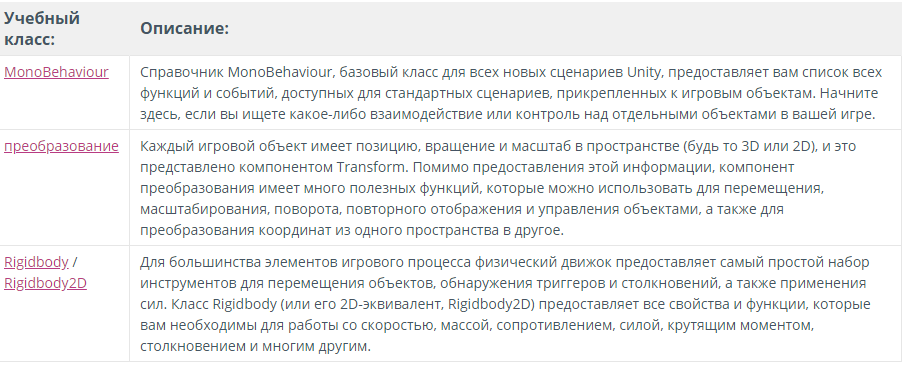 Учебный класс:
Описание:
MonoBehaviour
Справочник MonoBehaviour, базовый класс для всех новых сценариев Unity, предоставляет вам список всех
функций и событий, доступных для стандартных сценариев, прикрепленных к игровым объектам. Начните
здесь, если вы ищете какое-либо взаимодействие или контроль над отдельными объектами в вашей игре.
преобразование
Каждый игровой объект имеет позицию, вращение и масштаб в пространстве (будь то 3D или 2D), и это
представлено компонентом Transform. Помимо предоставления этой информации, компонент
преобразования имеет много полезных функций, которые можно использовать для перемещения,
масштабирования, поворота, повторного отображения и управления объектами, а также для
преобразования координат из одного пространства в другое.
Rigidbody /
Rigidbody2D
Для большинства элементов игрового процесса физический движок предоставляет самый простой набор
инструментов для перемещения объектов, обнаружения триггеров и столкновений, а также применения
сил. Класс Rigidbody (или его 2D-эквивалент, Rigidbody2D) предоставляет все свойства и функции, которые
вам необходимы для работы со скоростью, массой, сопротивлением, силой, крутящим моментом,
столкновением и многим другим.